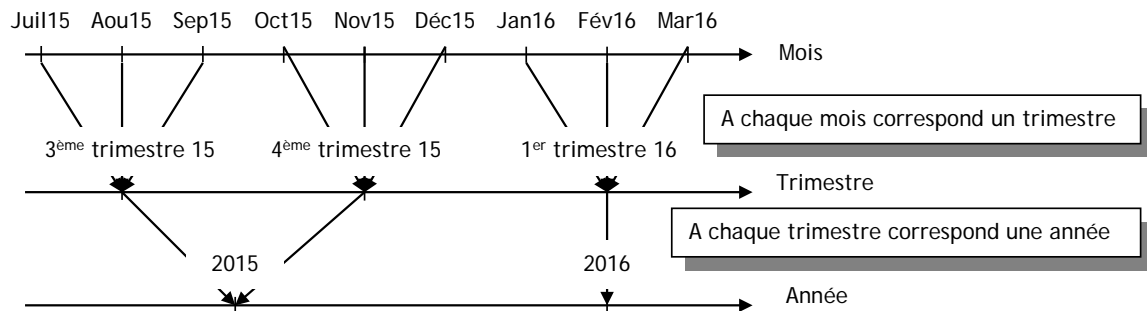 Juil15 Aou15 Sep15 Oct15 Nov15 Déc15 Jan16 Fév16 Mar16
Mois
A chaque mois correspond un trimestre
3ème trimestre 15 4ème trimestre 15 1er trimestre 16
Trimestre
A chaque trimestre correspond une année
2015 2016
Année